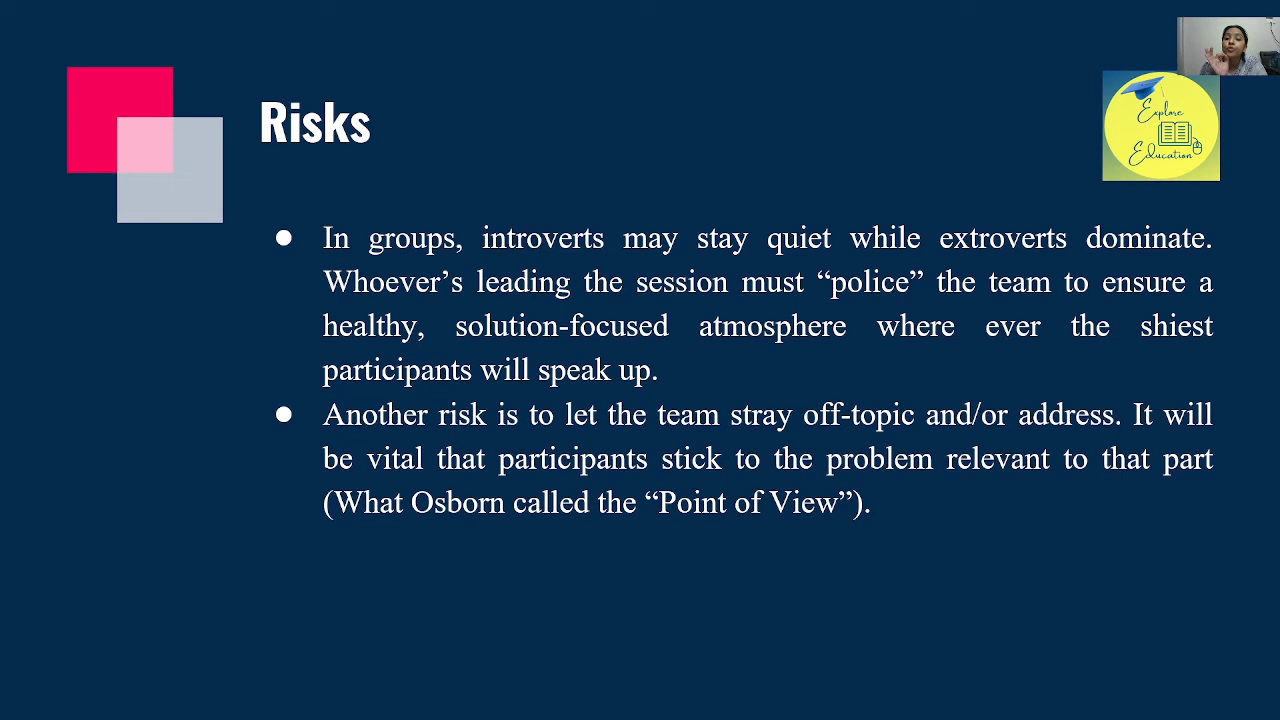 Risks
Explore
Education
● In groups, introverts may stay quiet while extroverts dominate.
Whoever’s leading the session must “police” the team to ensure a
healthy, solution-focused atmosphere where ever the shiest
participants will speak up.
● Another risk is to let the team stray off-topic and/or address. It will
be vital that participants stick to the problem relevant to that part
(What Osborn called the “Point of View”).